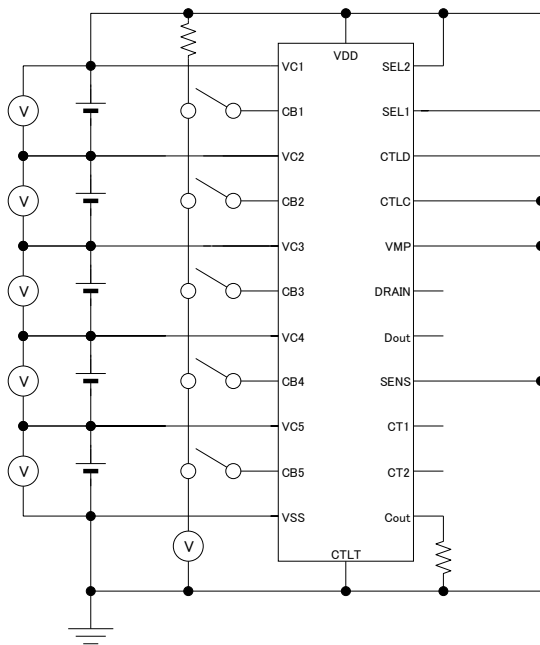 VDD
VC1 SEL2
V
CB1 SEL1
VC2 CTLD
V
CB2 CTLC
VC3 VMP
V
CB3 DRAIN
VC4 Dout
V
CB4 SENS
VC5 CT1
V
CB5 CT2
VSS Cout
V
CTLT